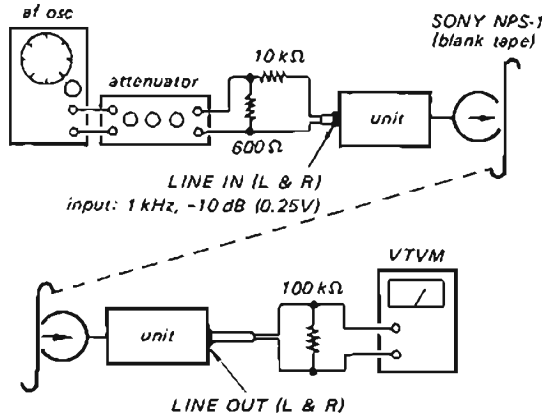 af osc
SONY NPS-1
(blank tape)
10 kΩ
attenuator
unit
600 Ω
LINE IN (L & R)
input: 1 kHz, -10 dB (0.25V)
VTVM
100 kΩ
unit
LINE OUT (L & R)